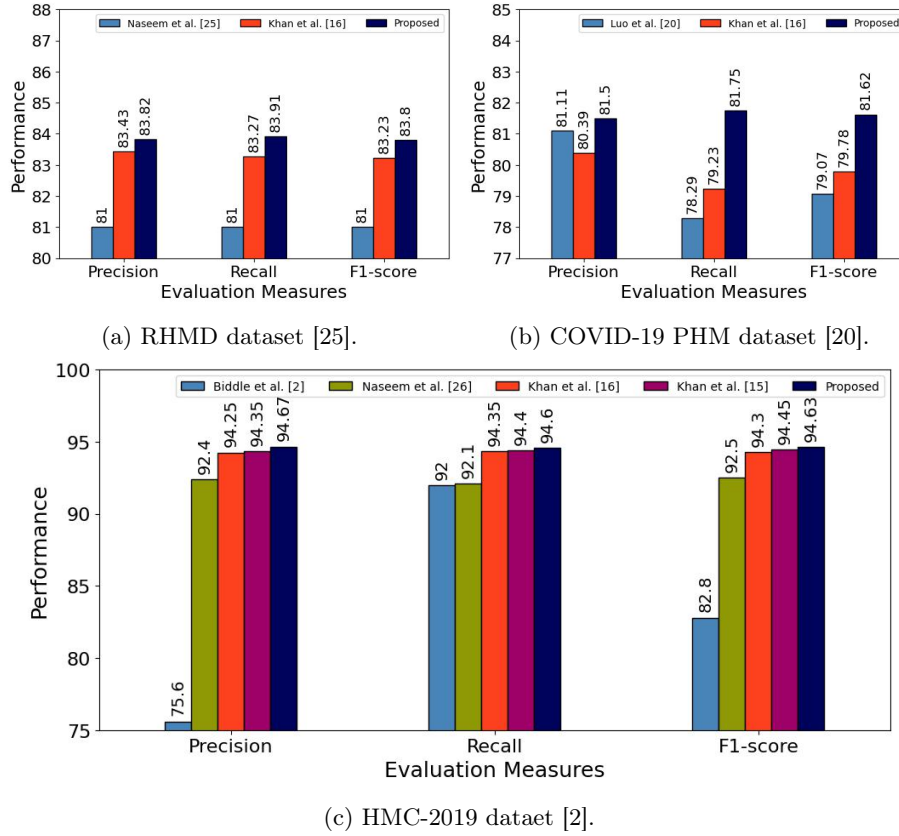 88
87
86
85
84
83
82
81
80
Performance
Naseem et al. [25] Khan et al. [16] Proposed
81 83.43 83.82
81 83.27 83.91
81 83.23 83.8
Precision Recall F1-score
Evaluation Measures
(a) RHMD dataset [25].
84
83
82
81
80
79
78
77
Performance
Luo et al. [20] Khan et al. [16] Proposed
81.11 80.39 81.5
78.29 79.23 81.75
79.07 79.78 81.62
Precision Recall F1-score
Evaluation Measures
(b) COVID-19 PHM dataset [20].
100
95
90
85
80
75
Performance
Biddle et al. [2] Naseem et al. [26] Khan et al. [16] Khan et al. [15] Proposed
75.6 92.4 94.25 94.35 94.67
92 92.1 94.35 94.4 94.6
82.8 92.5 94.3 94.45 94.63
Precision Recall F1-score
Evaluation Measures
(c) HMC-2019 dataet [2].